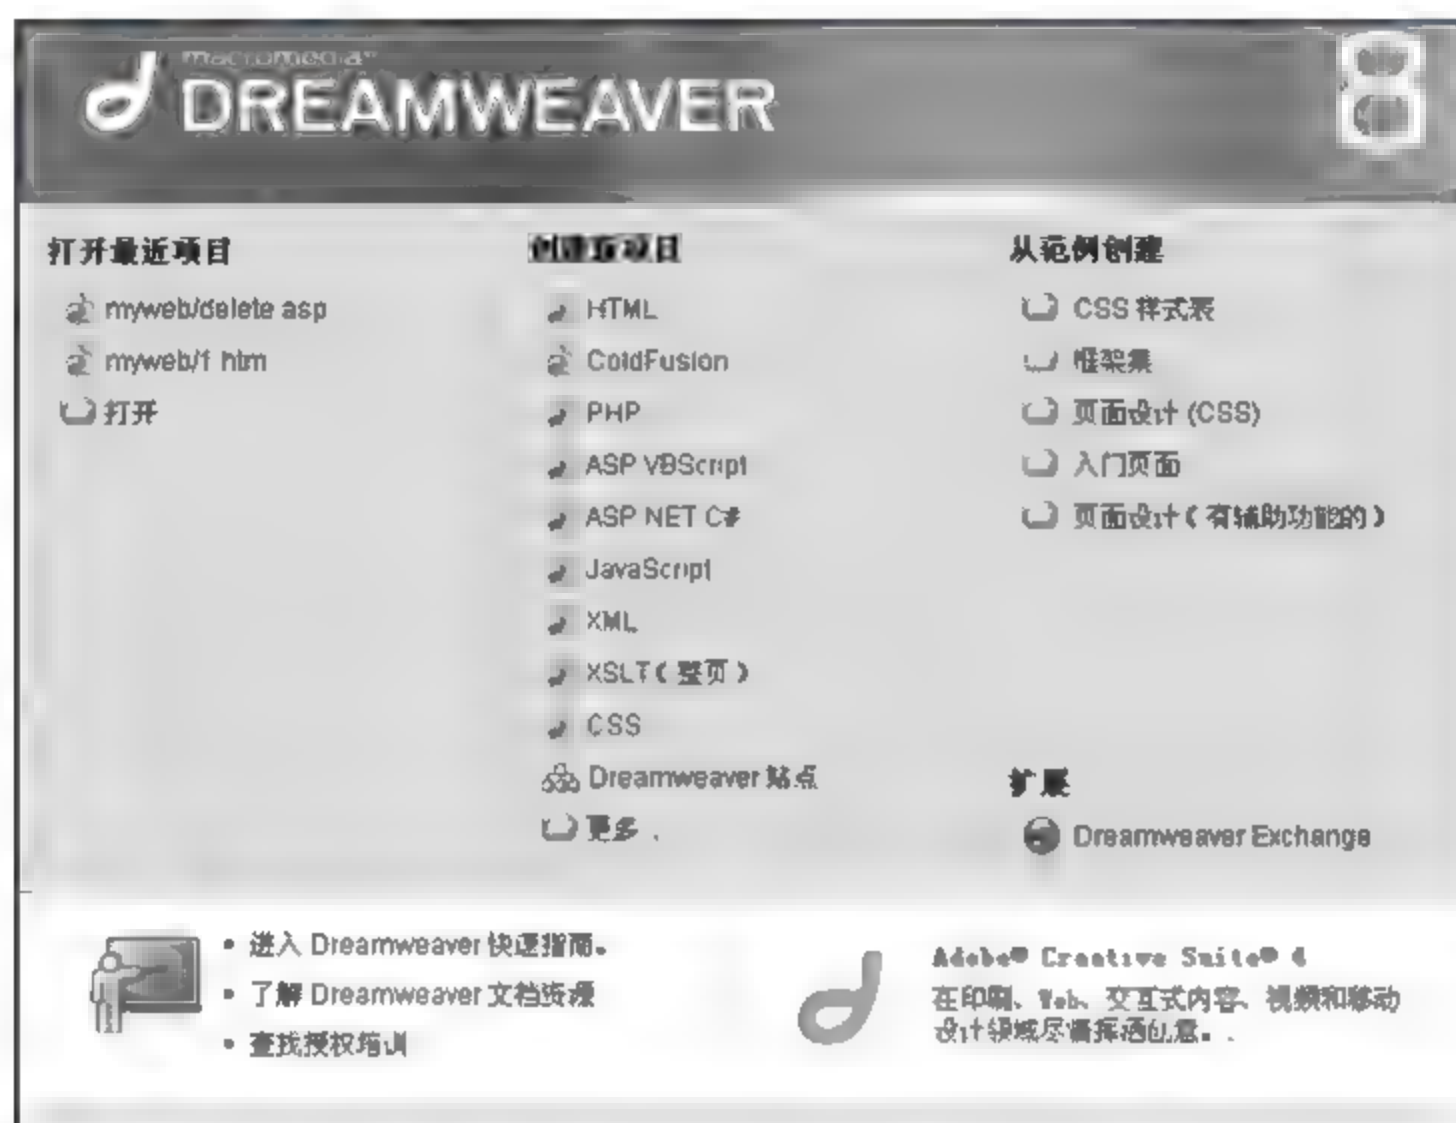 macromedia®
DREAMWEAVER 8
打开最近项目
myweb/delete asp
myweb/f htm
打开
创建新项目
HTML
ColdFusion
PHP
ASP VBScript
ASP NET C#
JavaScript
XML
XSLT（整页）
CSS
Dreamweaver 站点
更多 .
从范例创建
CSS 样式表
框架集
页面设计 (CSS)
入门页面
页面设计（有辅助功能的）
扩展
Dreamweaver Exchange
• 进入 Dreamweaver 快速指南。
• 了解 Dreamweaver 文档资源
• 查找授权培训
Adobe® Creative Suite® 4
在印刷、Web、交互式内容、视频和移动
设计领域尽情挥洒创意。.